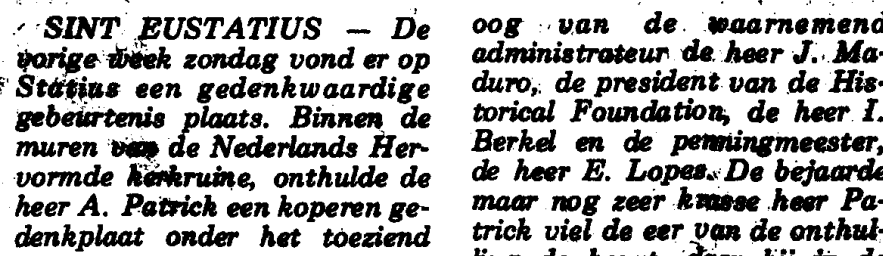 SINT EUSTATIUS — De
vorige week zondag vond er op
Statius een gedenkwaardige
gebeurtenis plaats. Binnen de
muren van de Nederlands Her-
vormde kerkruine, onthulde de
heer A. Patrick een koperen ge-
denkplaat onder het toeziend
oog van de waarnemend
administrateur de heer J. Ma-
duro, de president van de His-
torical Foundation, de heer I.
Berkel en de penningmeester,
de heer E. Lopes. De bejaarde
maar nog zeer krasse heer Pa-
trick viel de eer van de onthul-